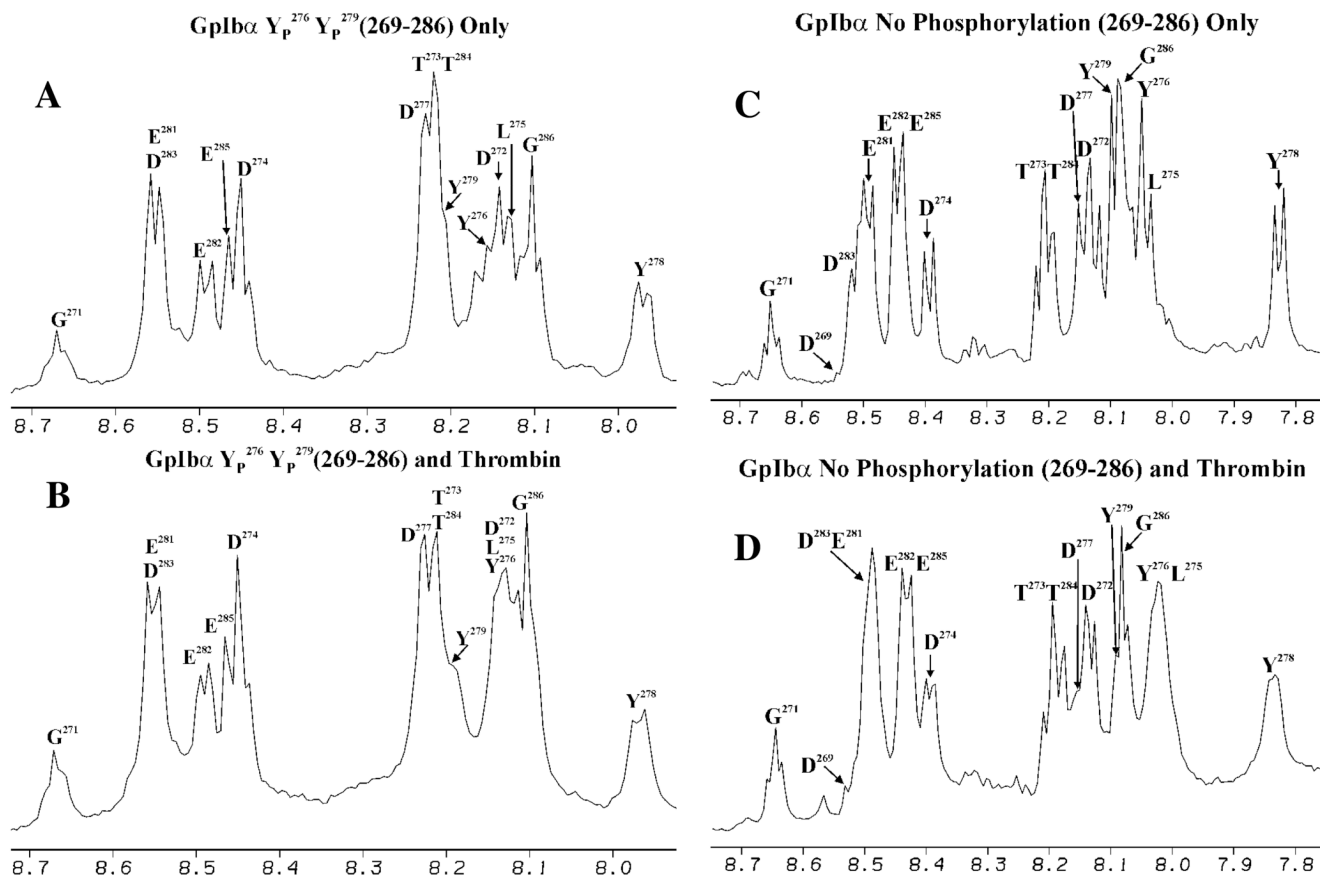 GpIbα Y_P^276 Y_P^279 (269-286) Only
A
T^273 T^284
D^277
E^281
D^283
E^285
D^274
E^282
L^275
D^272
G^286
Y^279
Y^276
Y^278
G^271
8.7 8.6 8.5 8.4 8.3 8.2 8.1 8.0
GpIbα Y_P^276 Y_P^279 (269-286) and Thrombin
B
T^273
T^284
D^277
G^286
E^281
D^283
D^274
D^272
L^275
Y^276
E^285
E^282
Y^279
Y^278
G^271
8.7 8.6 8.5 8.4 8.3 8.2 8.1 8.0
GpIbα No Phosphorylation (269-286) Only
C
G^286
Y^279
Y^276
D^277
E^282 E^285
E^281
D^272
T^273 T^284
L^275
Y^278
D^274
D^283
G^271
D^269
8.7 8.6 8.5 8.4 8.3 8.2 8.1 8.0 7.9 7.8
GpIbα No Phosphorylation (269-286) and Thrombin
D
Y^279
G^286
D^283 E^281
D^277
E^282 E^285
Y^276 L^275
T^273 T^284 D^272
D^274
Y^278
G^271
D^269
8.7 8.6 8.5 8.4 8.3 8.2 8.1 8.0 7.9 7.8